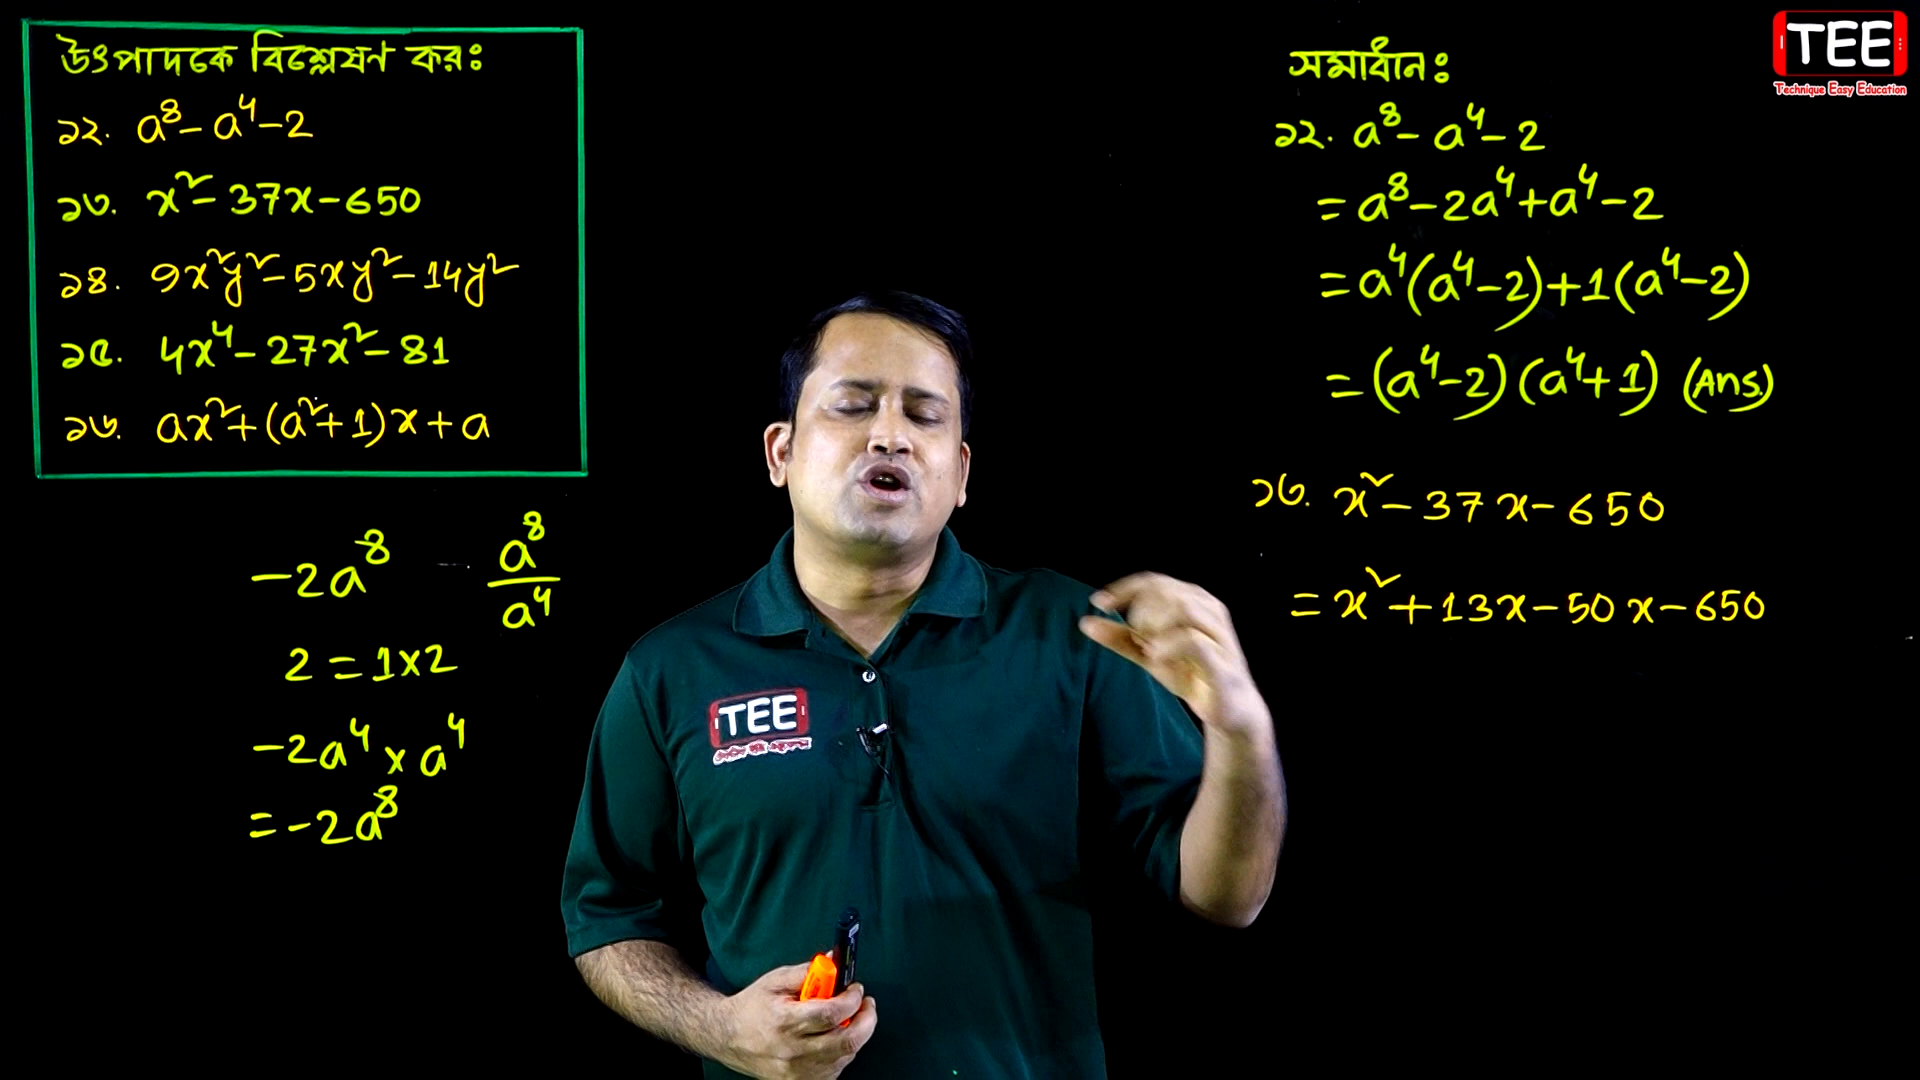 উৎপাদকে বিশ্লেষণ করঃ
১২. a⁸ - a⁴ - 2
১৩. x² - 37x - 650
১৪. 9x²y² - 5xy² - 14y²
১৫. 4x⁴ - 27x² - 81
১৬. ax² + (a² + 1)x + a
-2a⁸ a⁸/a⁴
2 = 1×2
-2a⁴ × a⁴
= -2a⁸
সমাধানঃ
১২. a⁸ - a⁴ - 2
= a⁸ - 2a⁴ + a⁴ - 2
= a⁴(a⁴ - 2) + 1(a⁴ - 2)
= (a⁴ - 2)(a⁴ + 1) (Ans.)
১৩. x² - 37x - 650
= x² + 13x - 50x - 650
TEE
Technique Easy Education
TEE